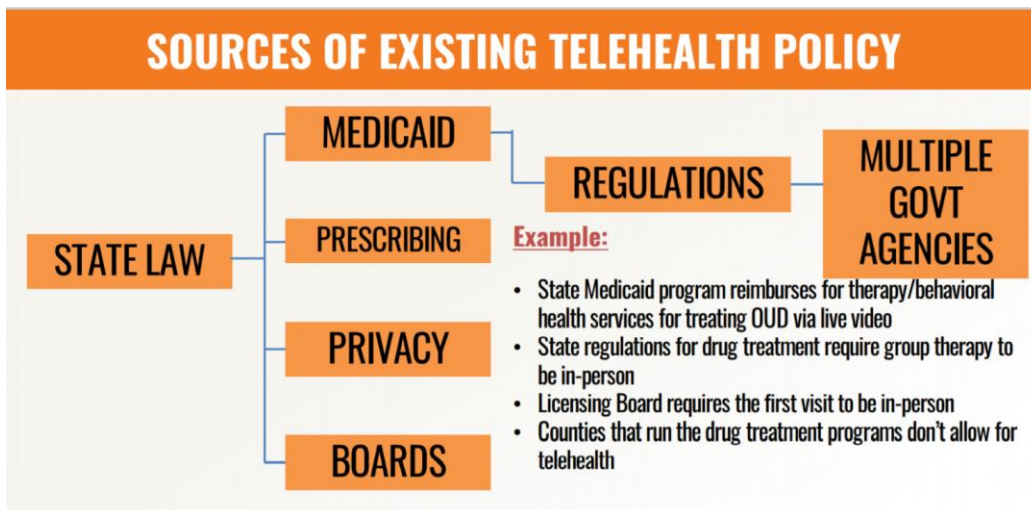 SOURCES OF EXISTING TELEHEALTH POLICY
STATE LAW
MEDICAID
PRESCRIBING
PRIVACY
BOARDS
REGULATIONS
MULTIPLE
GOVT
AGENCIES
Example:
• State Medicaid program reimburses for therapy/behavioral
health services for treating OUD via live video
• State regulations for drug treatment require group therapy to
be in-person
• Licensing Board requires the first visit to be in-person
• Counties that run the drug treatment programs don't allow for
telehealth